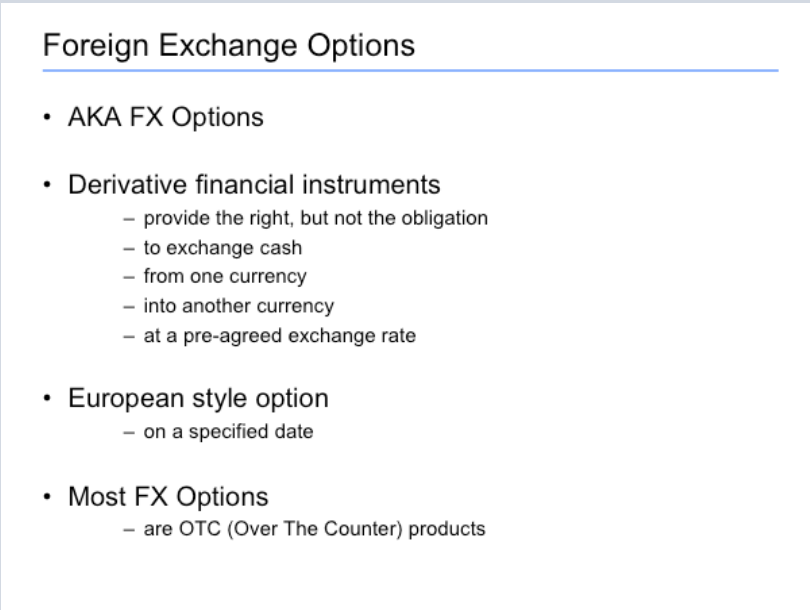 Foreign Exchange Options
• AKA FX Options
• Derivative financial instruments
– provide the right, but not the obligation
– to exchange cash
– from one currency
– into another currency
– at a pre-agreed exchange rate
• European style option
– on a specified date
• Most FX Options
– are OTC (Over The Counter) products